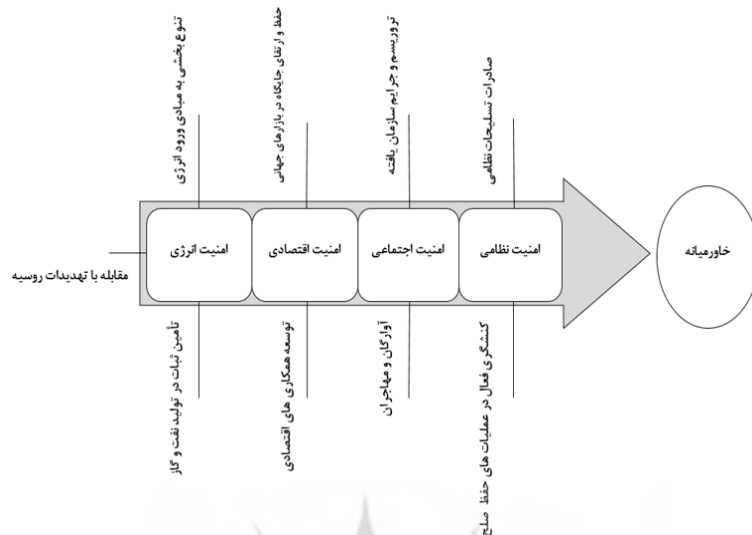 تنوع بخشی به مبادی ورود انرژی
حفظ و ارتقای جایگاه در بازارهای جهانی
تروریسم و جرایم سازمان یافته
صادرات تسلیحات نظامی
مقابله با تهدیدات روسیه
امنیت انرژی
امنیت اقتصادی
امنیت اجتماعی
امنیت نظامی
خاورمیانه
تأمین ثبات در تولید نفت و گاز
توسعه همکاری های اقتصادی
آوارگان و مهاجران
کنشگری فعال در عملیات های حفظ صلح